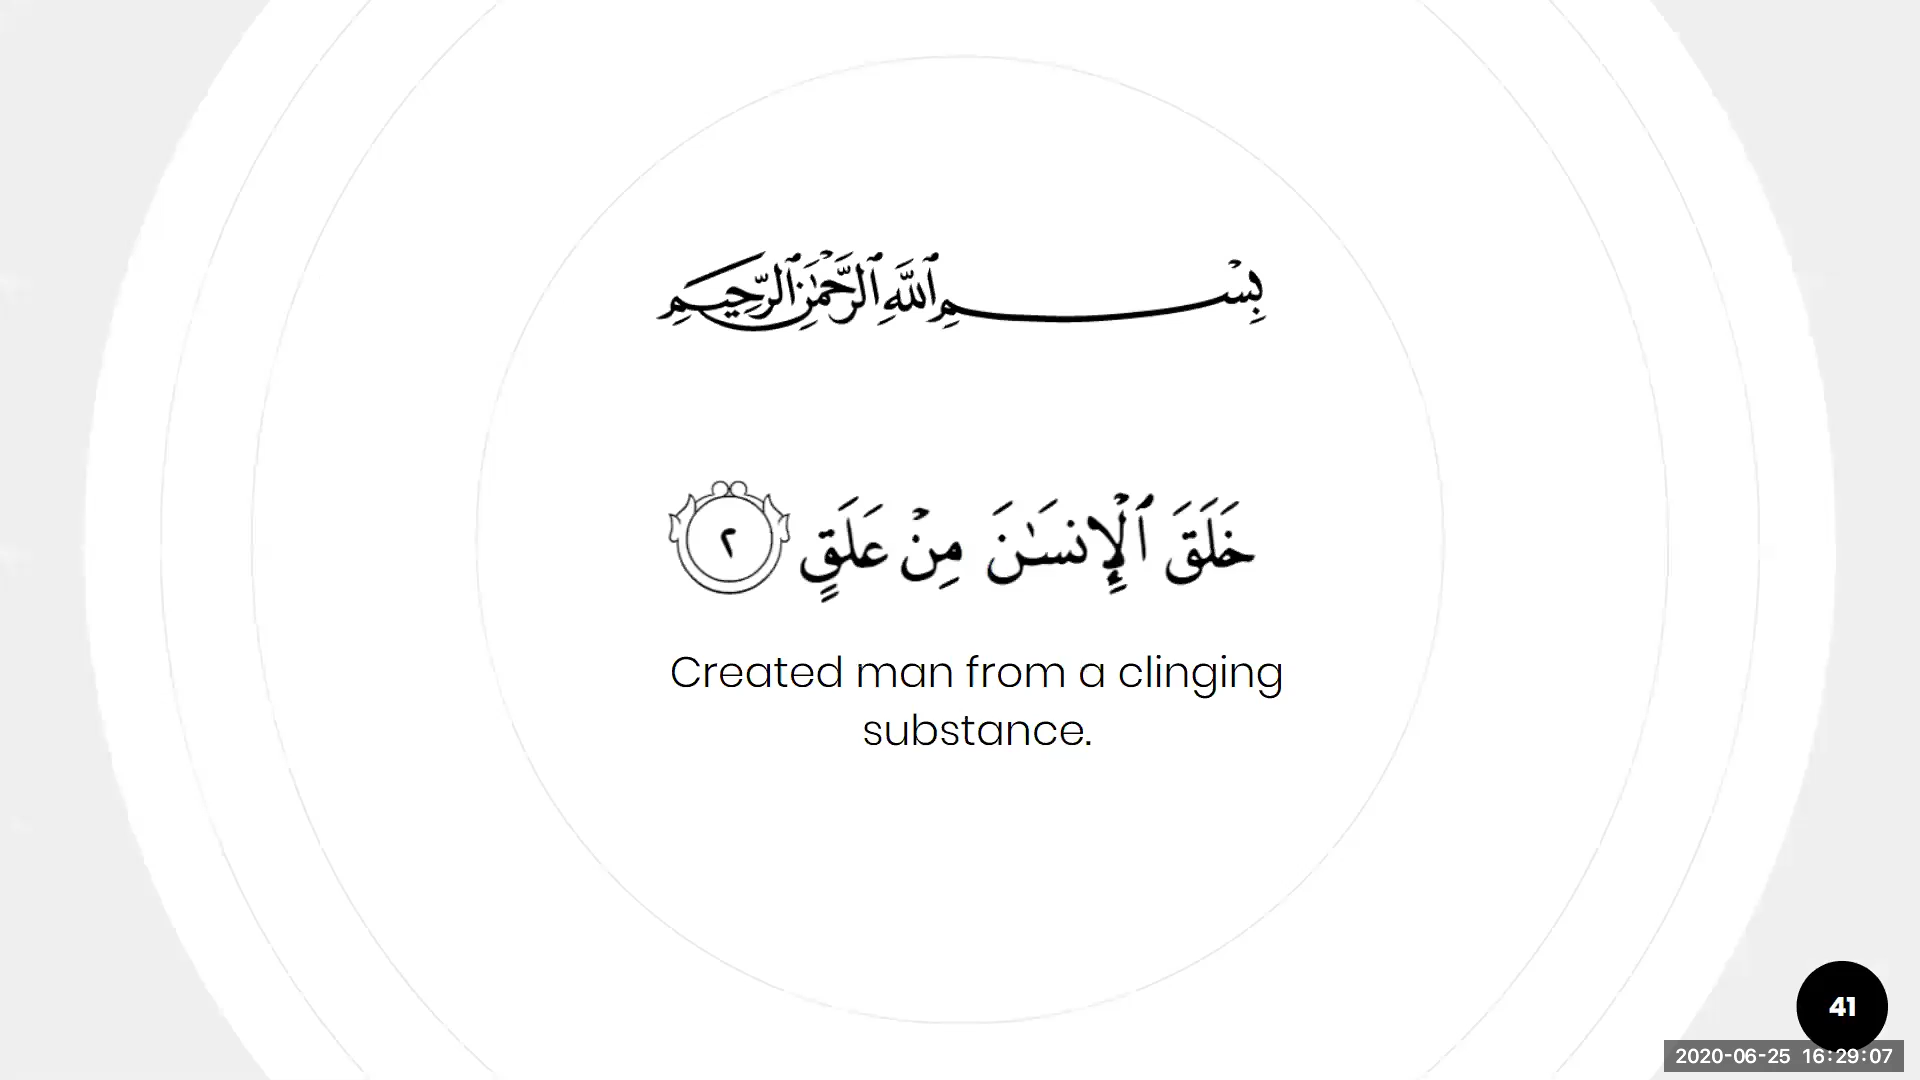 بِسْمِ ٱللَّهِ ٱلرَّحْمَٰنِ ٱلرَّحِيمِ
خَلَقَ ٱلْإِنسَٰنَ مِنْ عَلَقٍ ٢
Created man from a clinging
substance.
41
2020-06-25 16:29:07